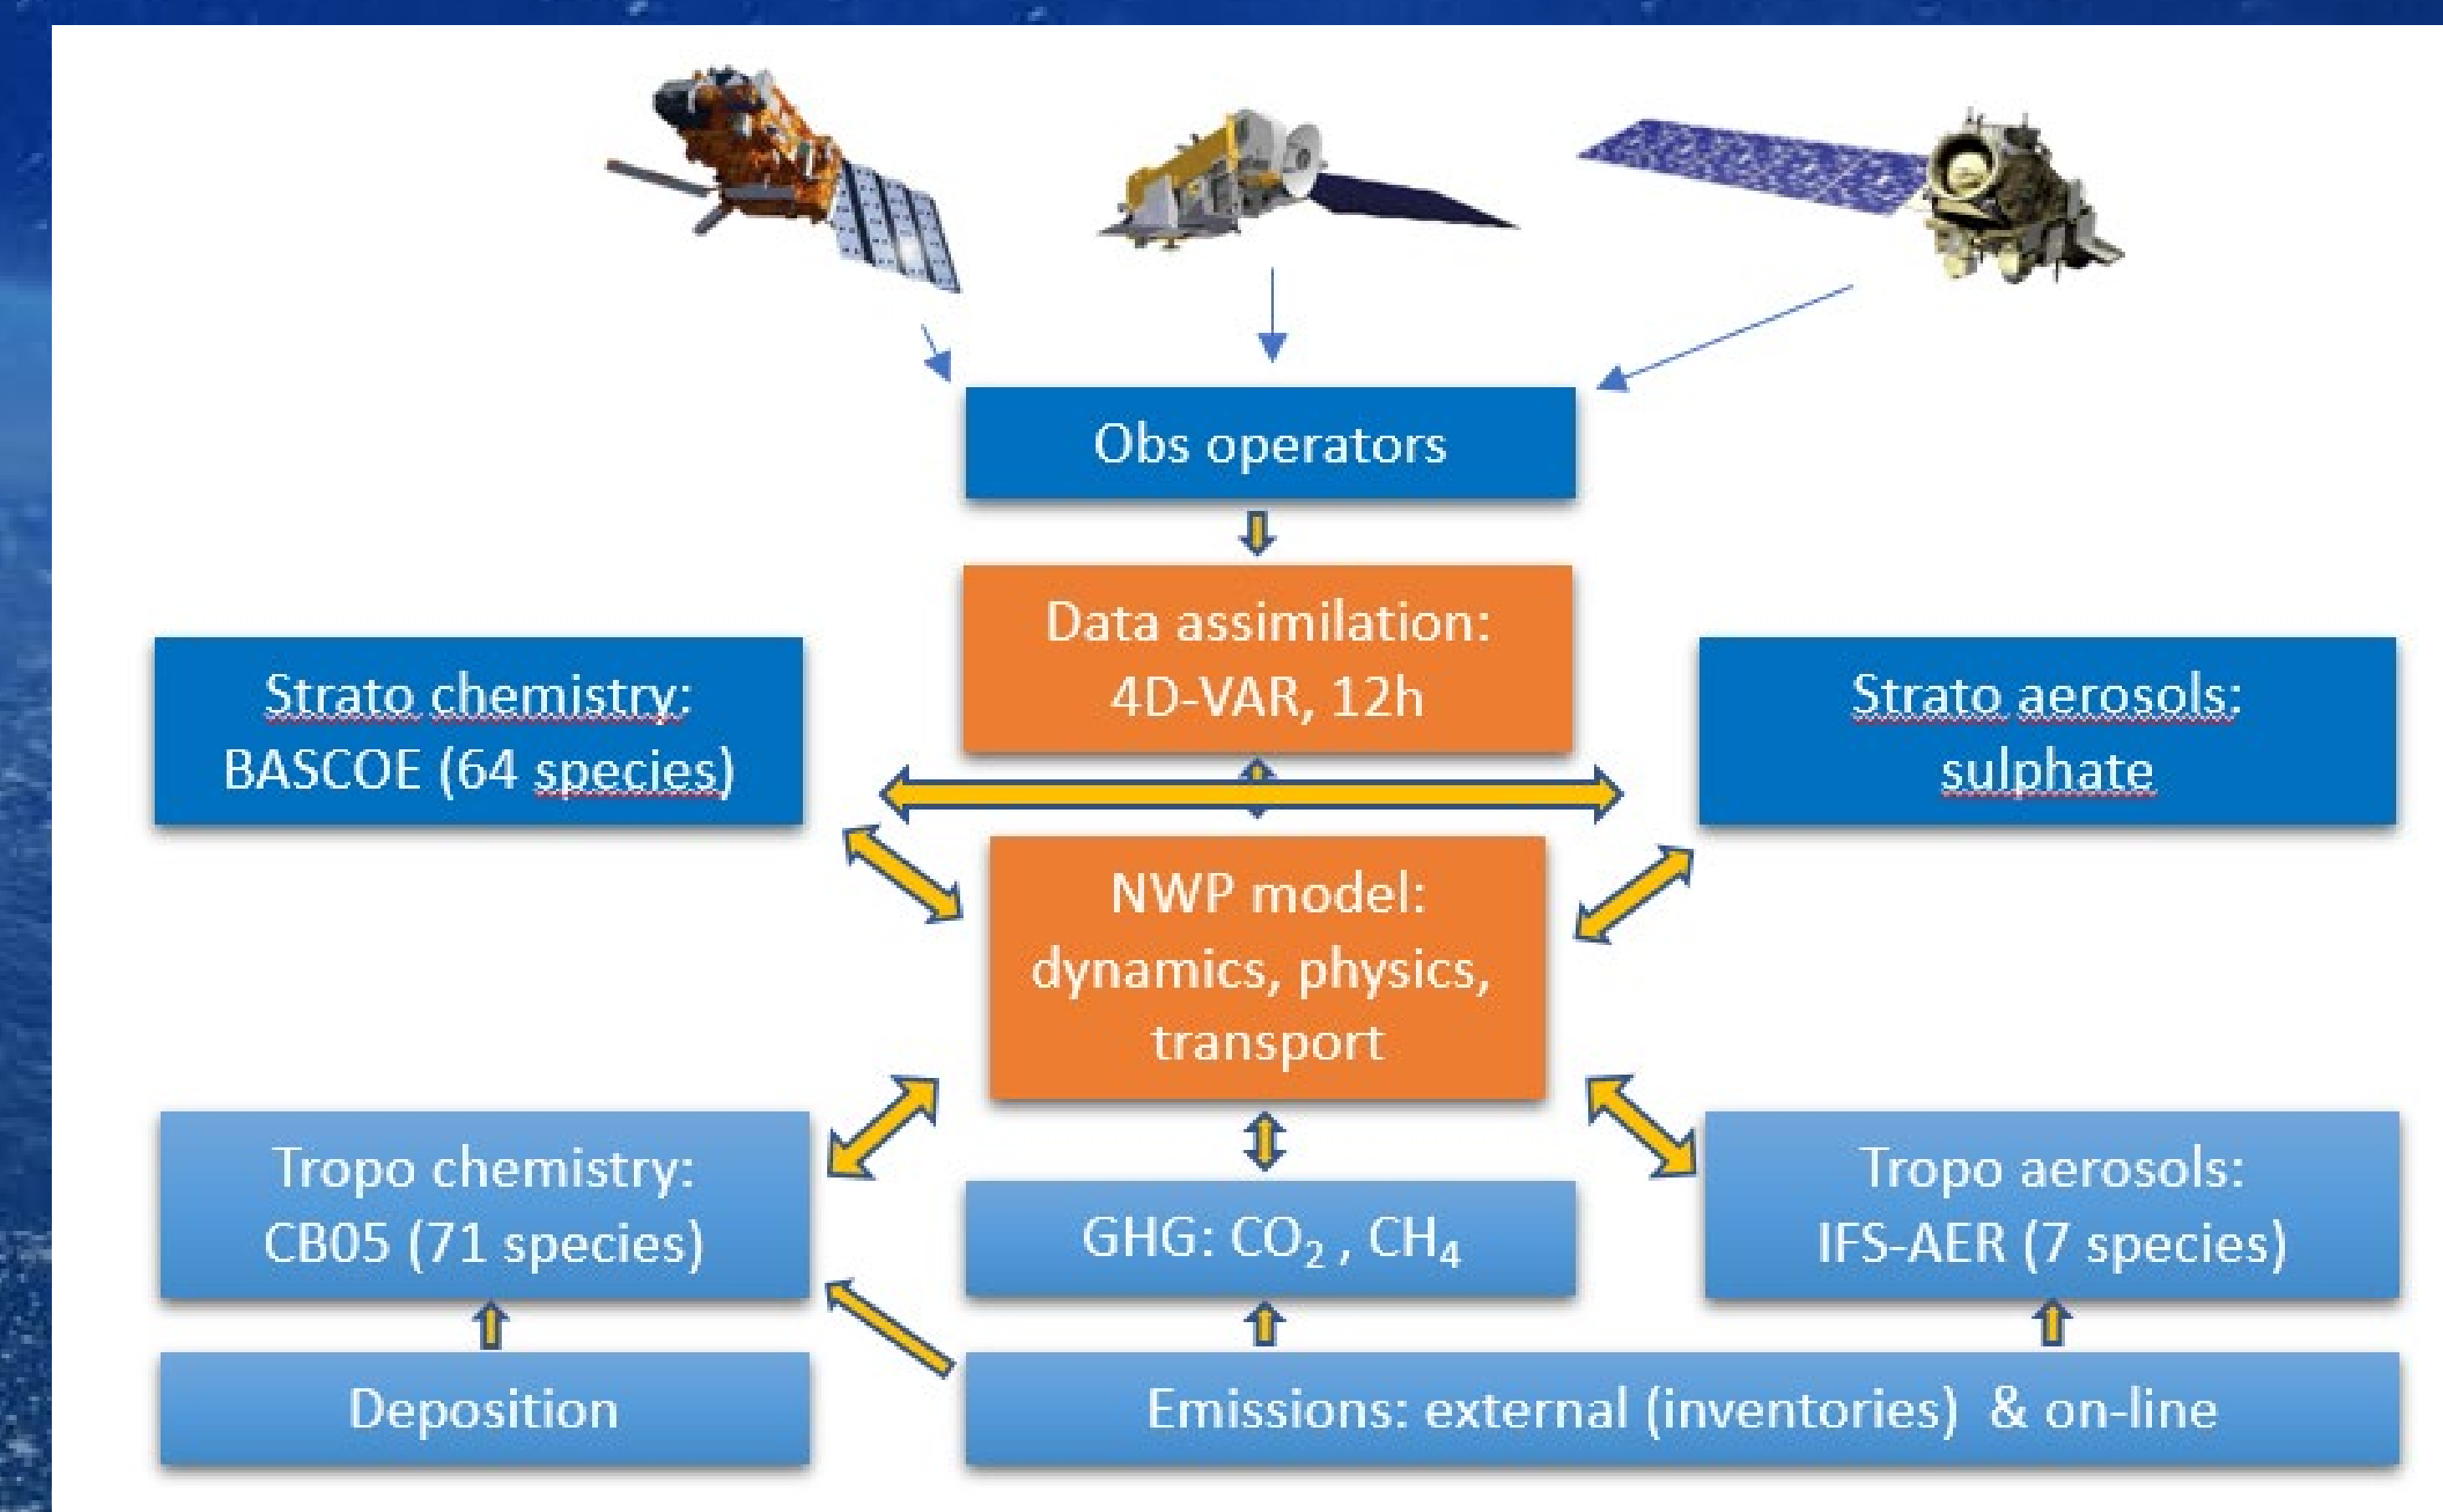 Obs operators
Data assimilation:
4D-VAR, 12h
Strato chemistry:
BASCOE (64 species)
Strato aerosols:
sulphate
NWP model:
dynamics, physics,
transport
Tropo chemistry:
CB05 (71 species)
GHG: CO₂ , CH₄
Tropo aerosols:
IFS-AER (7 species)
Deposition
Emissions: external (inventories)  & on-line